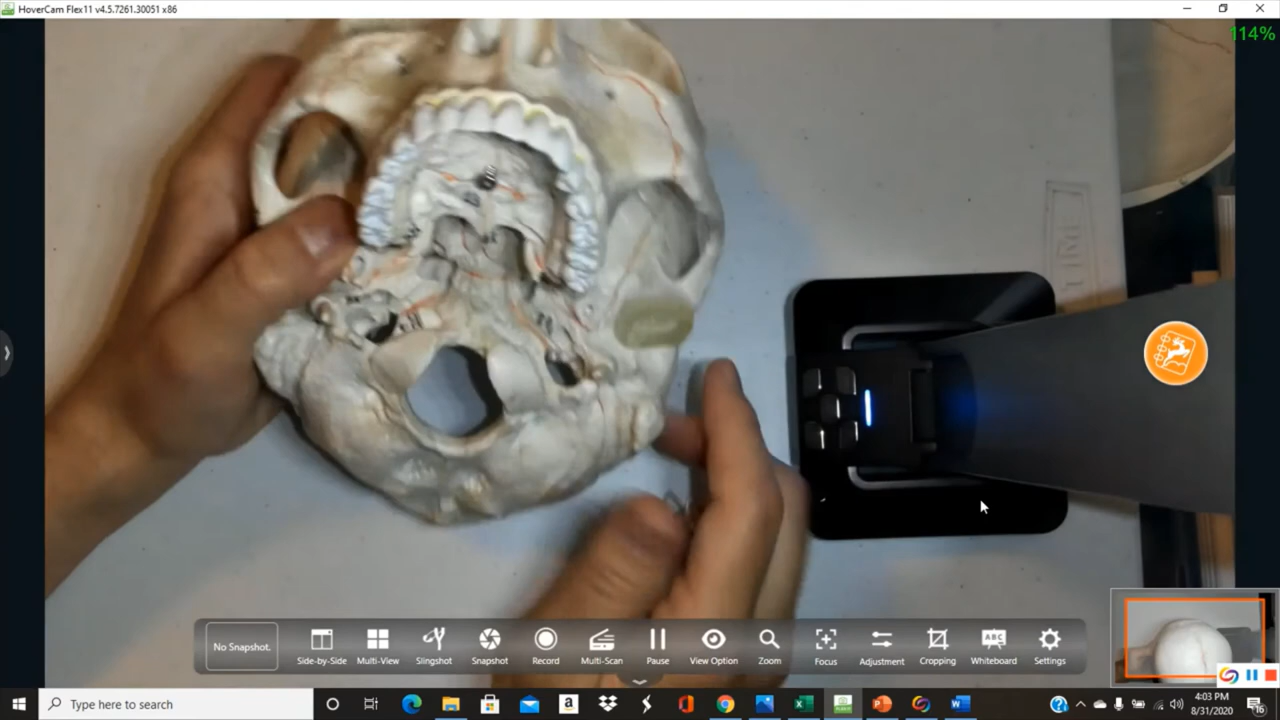 HoverCam Flex11 v4.5.7261.30051 x86
114%
No Snapshot.
Side-by-Side
Multi-View
Slingshot
Snapshot
Record
Multi-Scan
Pause
View Option
Zoom
Focus
Adjustment
Cropping
ABC
Whiteboard
Settings
Type here to search
4:03 PM
8/31/2020
16